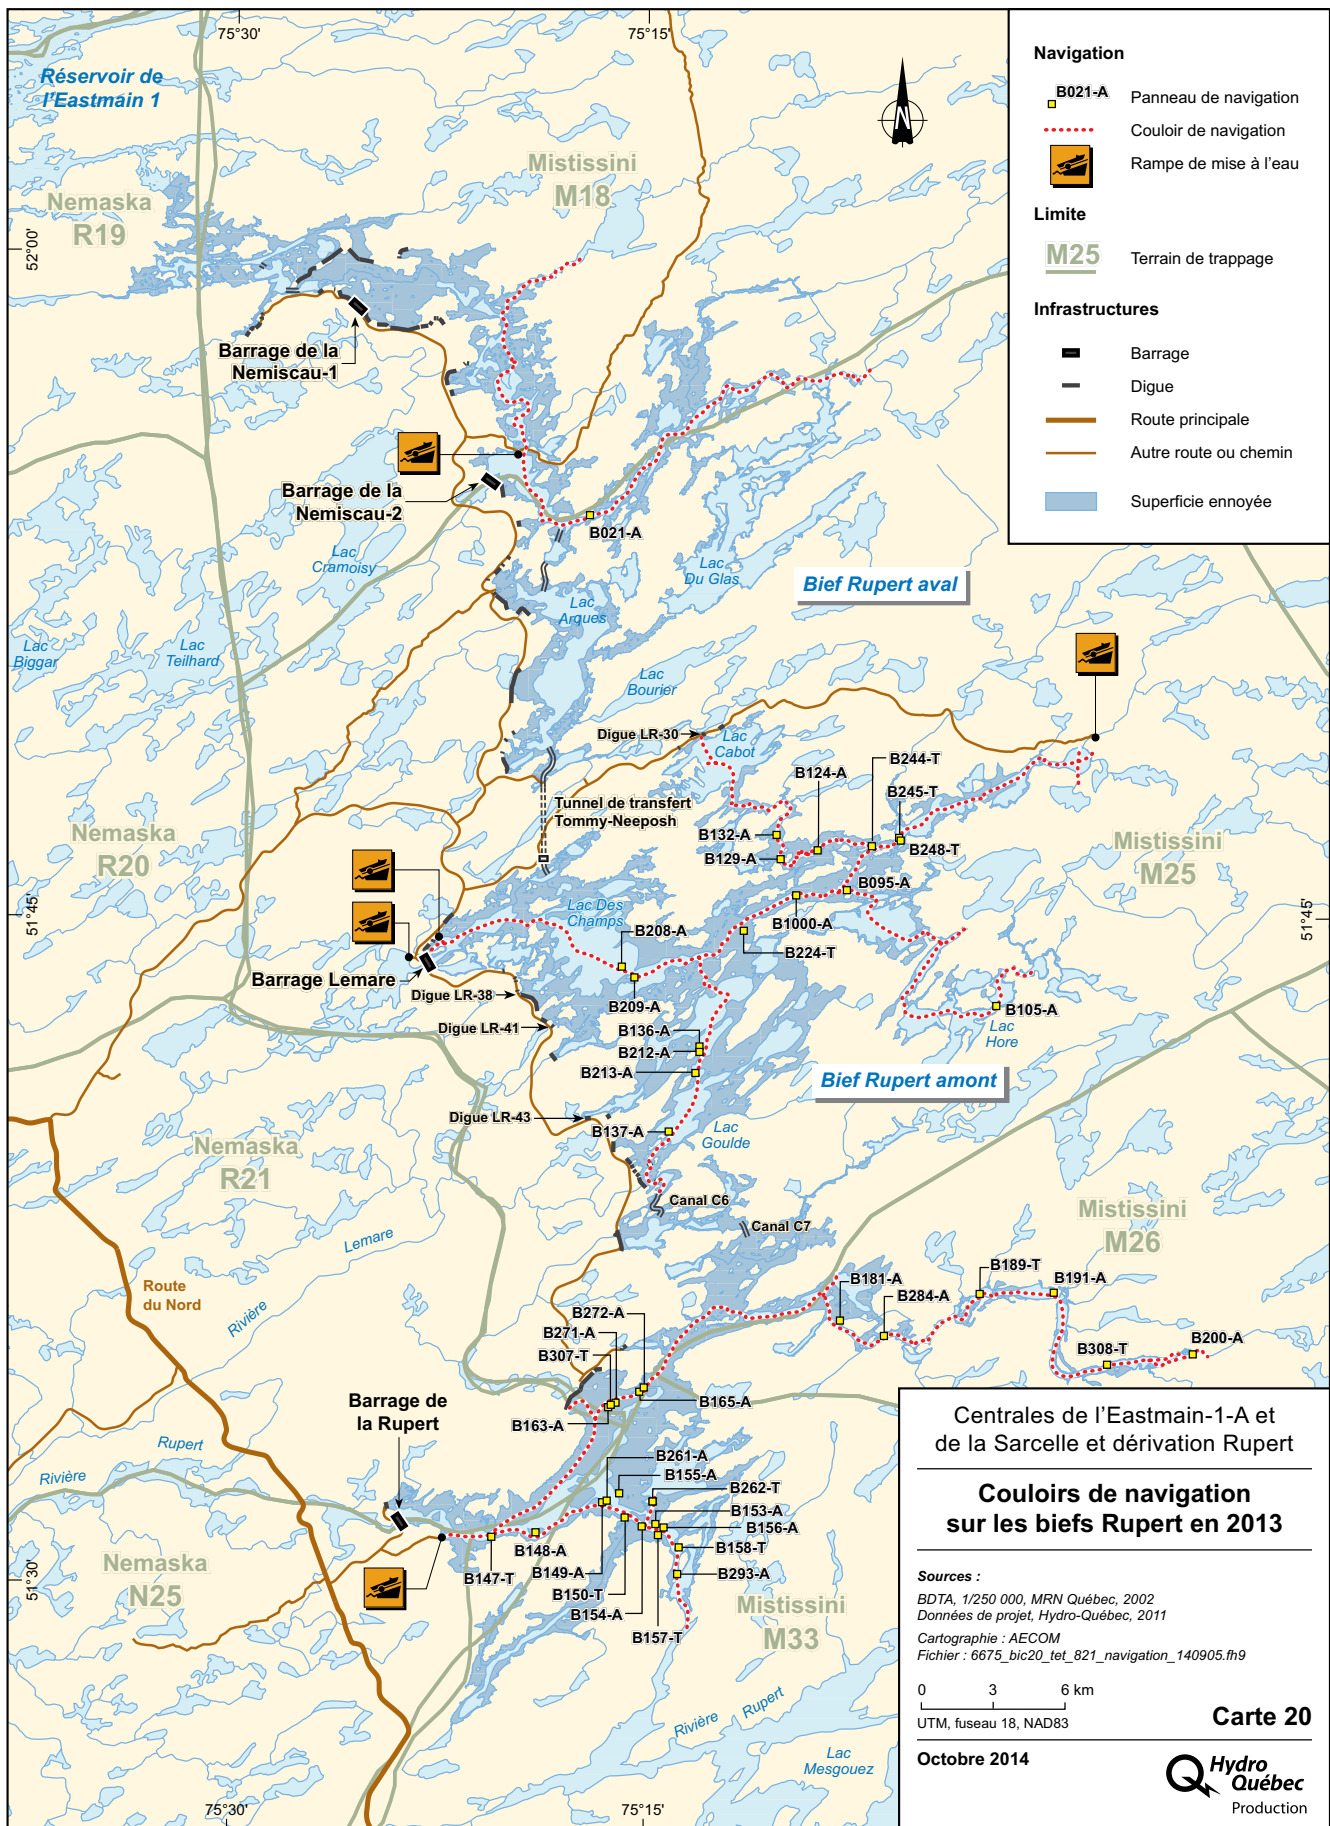 75°30'
75°15'
Réservoir de
l'Eastmain 1
Mistissini
M18
Nemaska
R19
52°00'
Barrage de la
Nemiscau-1
Barrage de la
Nemiscau-2
B021-A
Lac
Cramoisy
Lac
Du Glas
Bief Rupert aval
Lac
Arques
Lac
Biggar
Lac
Teilhard
Lac
Bourier
Digue LR-30
Lac
Cabot
B244-T
B124-A
B245-T
Tunnel de transfert
Tommy-Neeposh
B132-A
B248-T
B129-A
Nemaska
R20
Mistissini
M25
B095-A
51°45'
51°45'
Lac Des
Champs
B1000-A
B208-A
B224-T
Barrage Lemare
Digue LR-38
B209-A
B105-A
Digue LR-41
B136-A
Lac
Hore
B212-A
B213-A
Bief Rupert amont
Digue LR-43
B137-A
Lac
Goulde
Nemaska
R21
Canal C6
Canal C7
Mistissini
M26
Lemare
Rivière
Route
du Nord
B181-A
B189-T
B191-A
B284-A
B272-A
B271-A
B307-T
B308-T
B200-A
B165-A
B163-A
Barrage de
la Rupert
Rupert
Rivière
B261-A
B155-A
B262-T
B153-A
B156-A
B148-A
B158-T
B149-A
B147-T
B293-A
B150-T
B154-A
B157-T
Nemaska
N25
51°30'
Mistissini
M33
Rivière
Rupert
Lac
Mesgouez
75°30'
75°15'
Navigation
B021-A
Panneau de navigation
Couloir de navigation
Rampe de mise à l'eau
Limite
M25
Terrain de trappage
Infrastructures
Barrage
Digue
Route principale
Autre route ou chemin
Superficie ennoyée
N
Centrales de l'Eastmain-1-A et
de la Sarcelle et dérivation Rupert
Couloirs de navigation
sur les biefs Rupert en 2013
Sources :
BDTA, 1/250 000, MRN Québec, 2002
Données de projet, Hydro-Québec, 2011
Cartographie : AECOM
Fichier : 6675_bic20_tet_821_navigation_140905.fh9
0 3 6 km
UTM, fuseau 18, NAD83
Carte 20
Octobre 2014
Hydro
Québec
Production